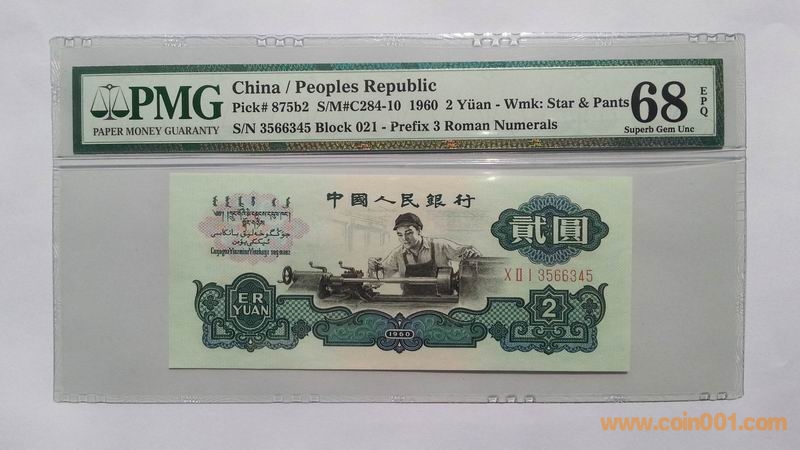 PMG
PAPER MONEY GUARANTY
China / Peoples Republic
Pick# 875b2 S/M#C284-10 1960 2 Yüan - Wmk: Star & Pants
S/N 3566345 Block 021 - Prefix 3 Roman Numerals
68
EPQ
Superb Gem Unc
中國人民銀行
貳圓
X II I 3566345
ER
YUAN
2
1960
www.coin001.com